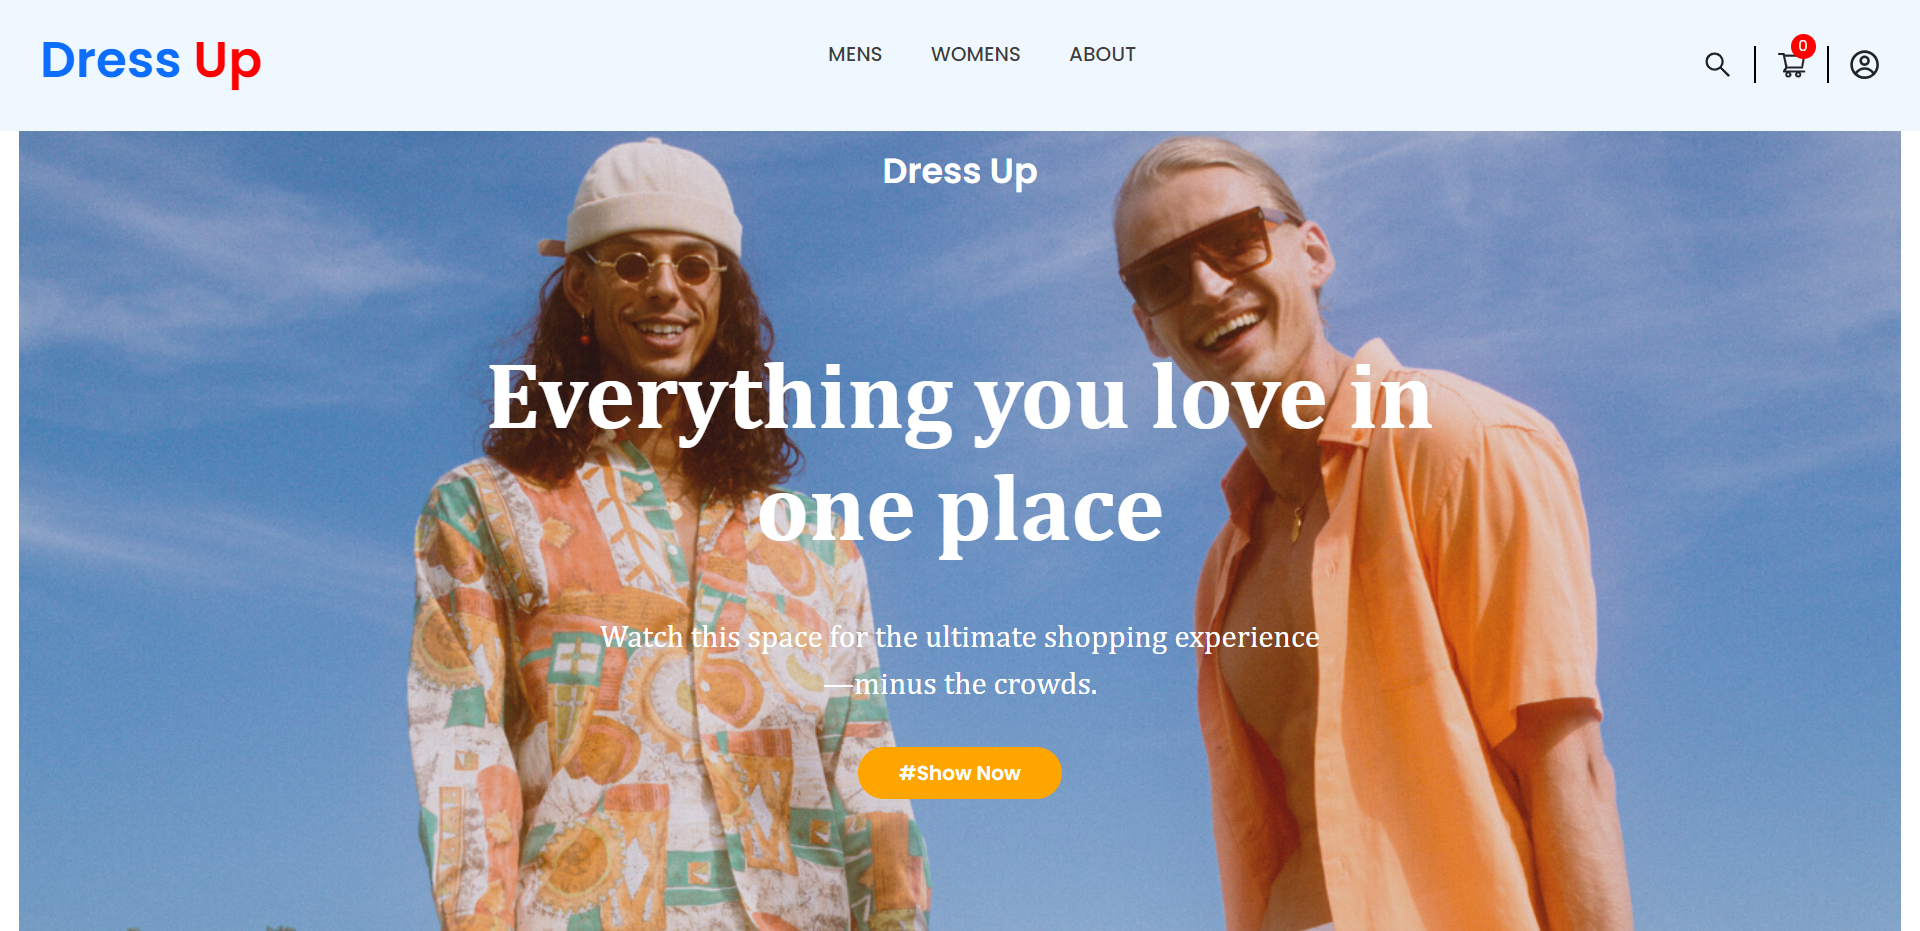 Dress Up
MENS WOMENS ABOUT
0
Dress Up
Everything you love in
one place
Watch this space for the ultimate shopping experience
—minus the crowds.
#Show Now